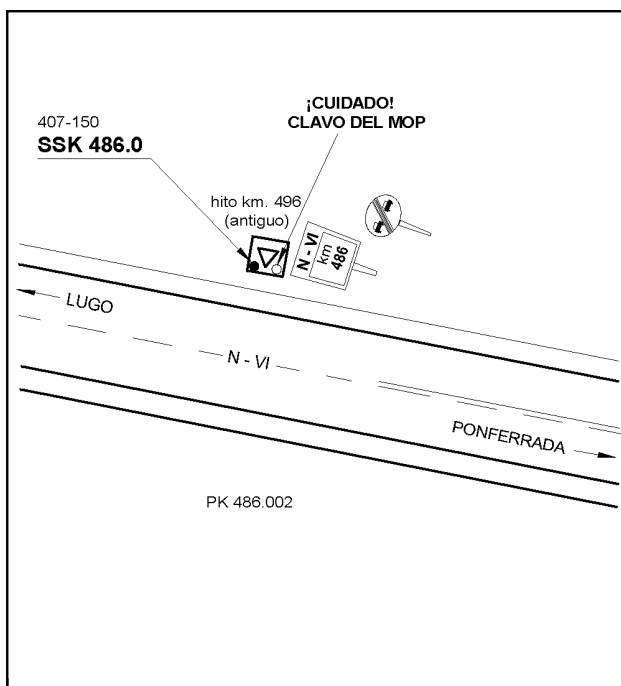 ¡CUIDADO!
CLAVO DEL MOP
407-150
SSK 486.0
hito km. 496
(antiguo)
N - VI
km
486
LUGO
N - VI
PONFERRADA
PK 486.002